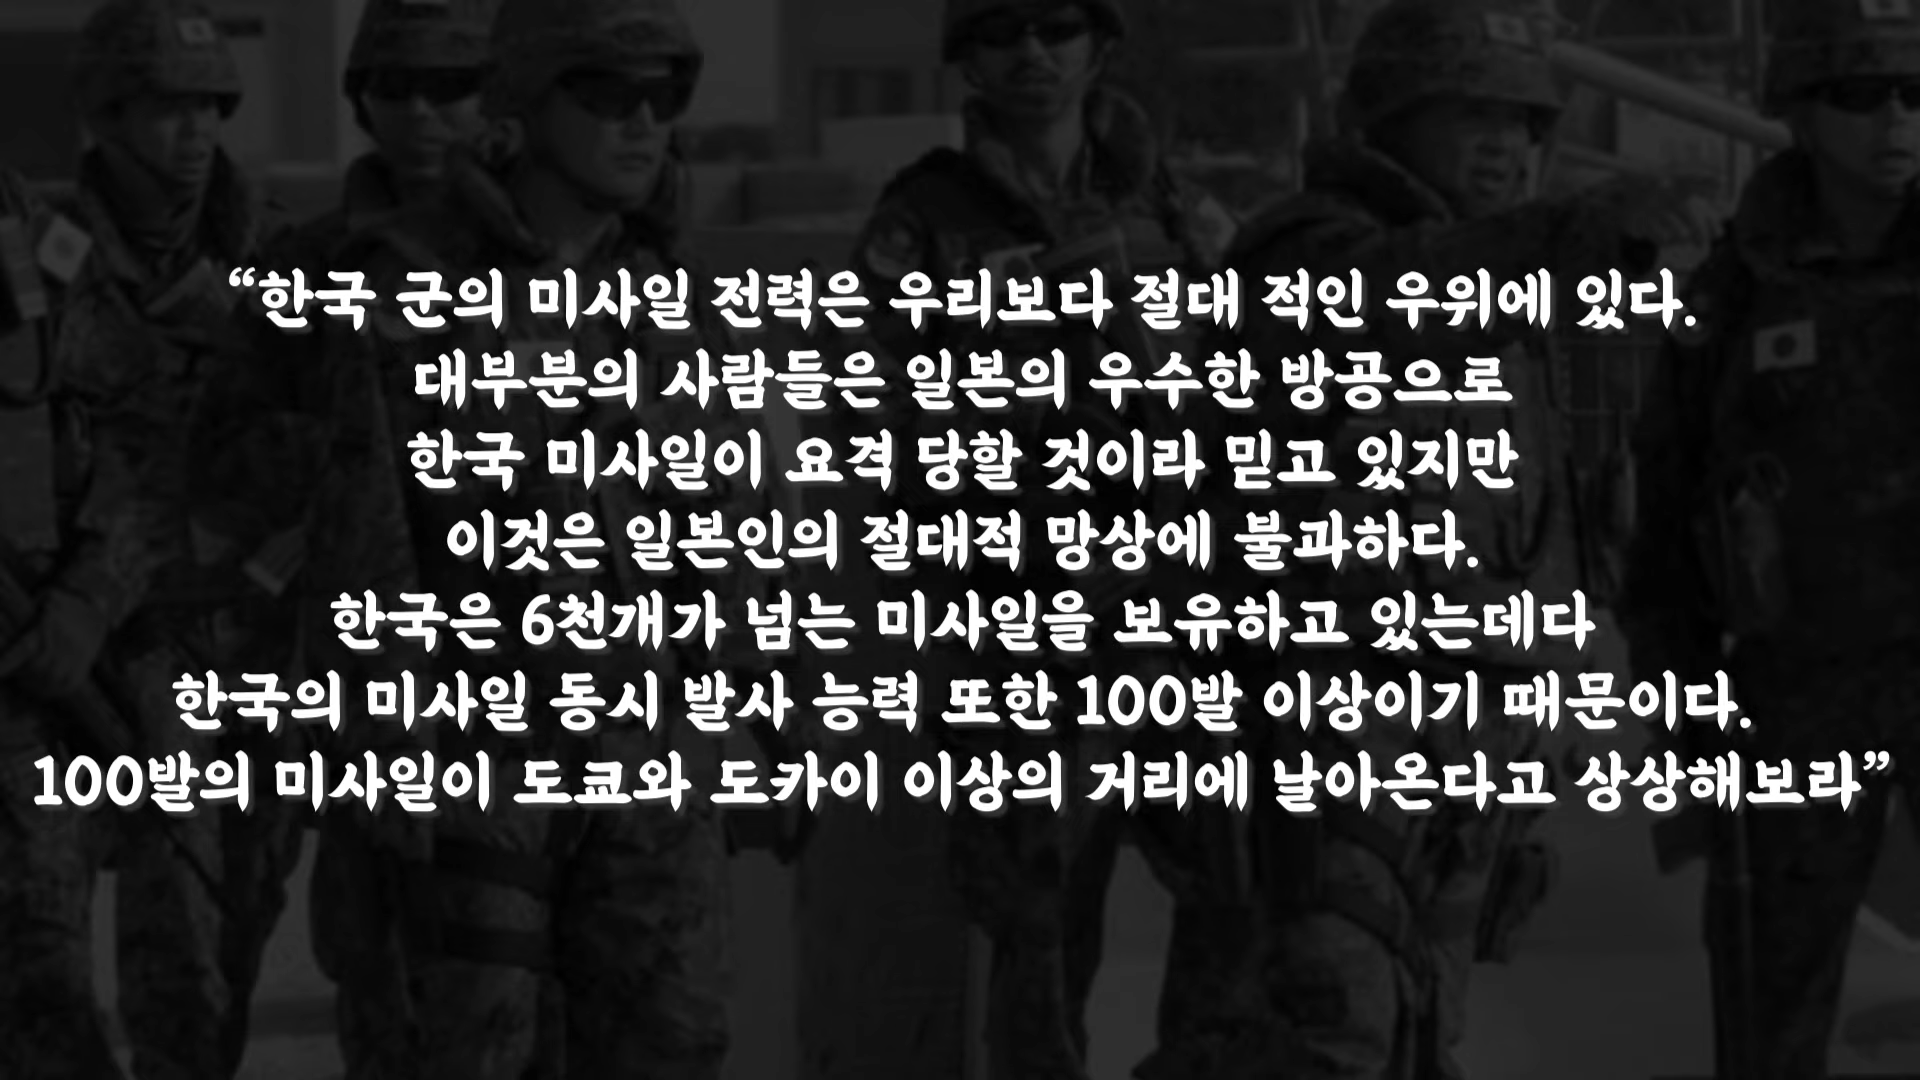 “한국 군의 미사일 전력은 우리보다 절대 적인 우위에 있다.
대부분의 사람들은 일본의 우수한 방공으로
한국 미사일이 요격 당할 것이라 믿고 있지만
이것은 일본인의 절대적 망상에 불과하다.
한국은 6천개가 넘는 미사일을 보유하고 있는데다
한국의 미사일 동시 발사 능력 또한 100발 이상이기 때문이다.
100발의 미사일이 도쿄와 도카이 이상의 거리에 날아온다고 상상해보라”